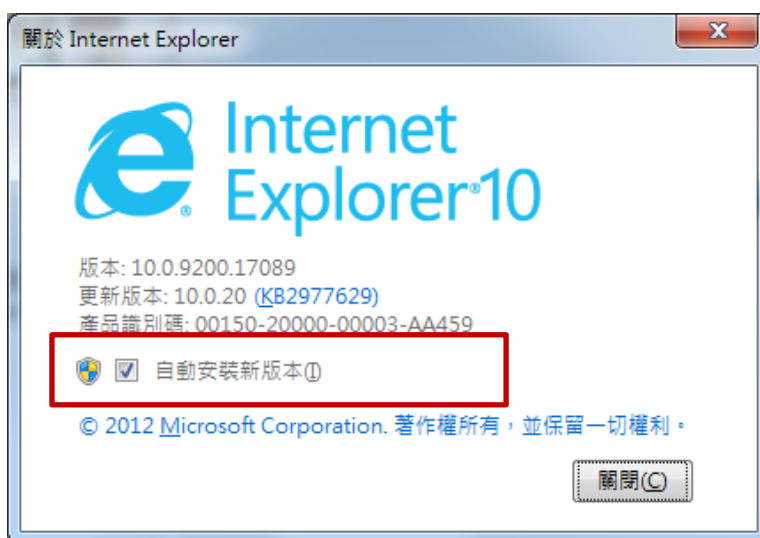 關於 Internet Explorer
Internet
Explorer®10
版本: 10.0.9200.17089
更新版本: 10.0.20 (KB2977629)
產品識別碼: 00150-20000-00003-AA459
自動安裝新版本(I)
© 2012 Microsoft Corporation. 著作權所有，並保留一切權利。
關閉(C)